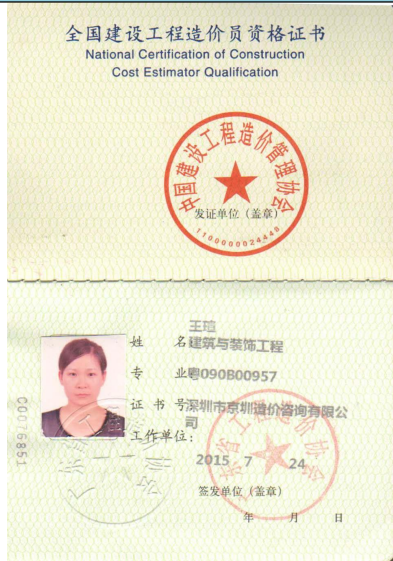 全国建设工程造价员资格证书
National Certification of Construction
Cost Estimator Qualification
中国建设工程造价管理协会
发证单位（盖章）
1100000024448
王瑄
姓 名 建筑与装饰工程
专 业 粤090B00957
证书号 深圳市京圳造价咨询有限公
司
工作单位：
0076851
2015 7 24
签发单位（盖章）
年 月 日